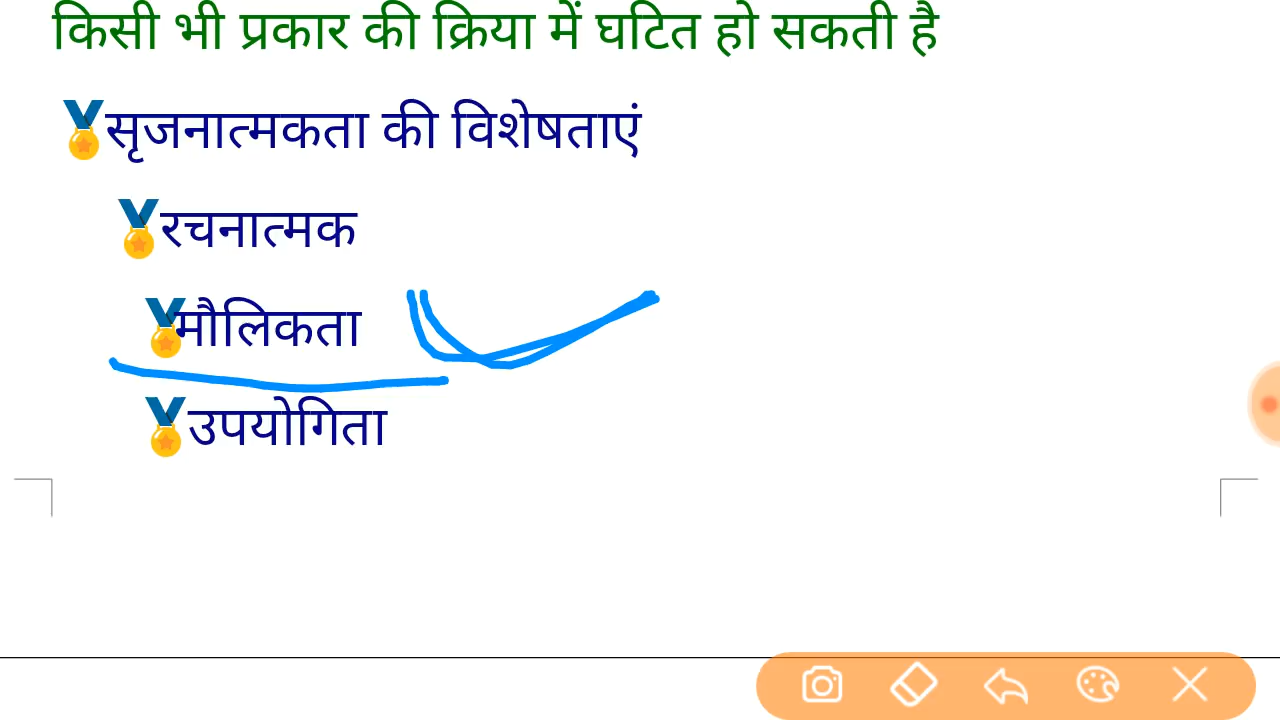 किसी भी प्रकार की क्रिया में घटित हो सकती है
🏅सृजनात्मकता की विशेषताएं
🏅रचनात्मक
🏅मौलिकता
🏅उपयोगिता